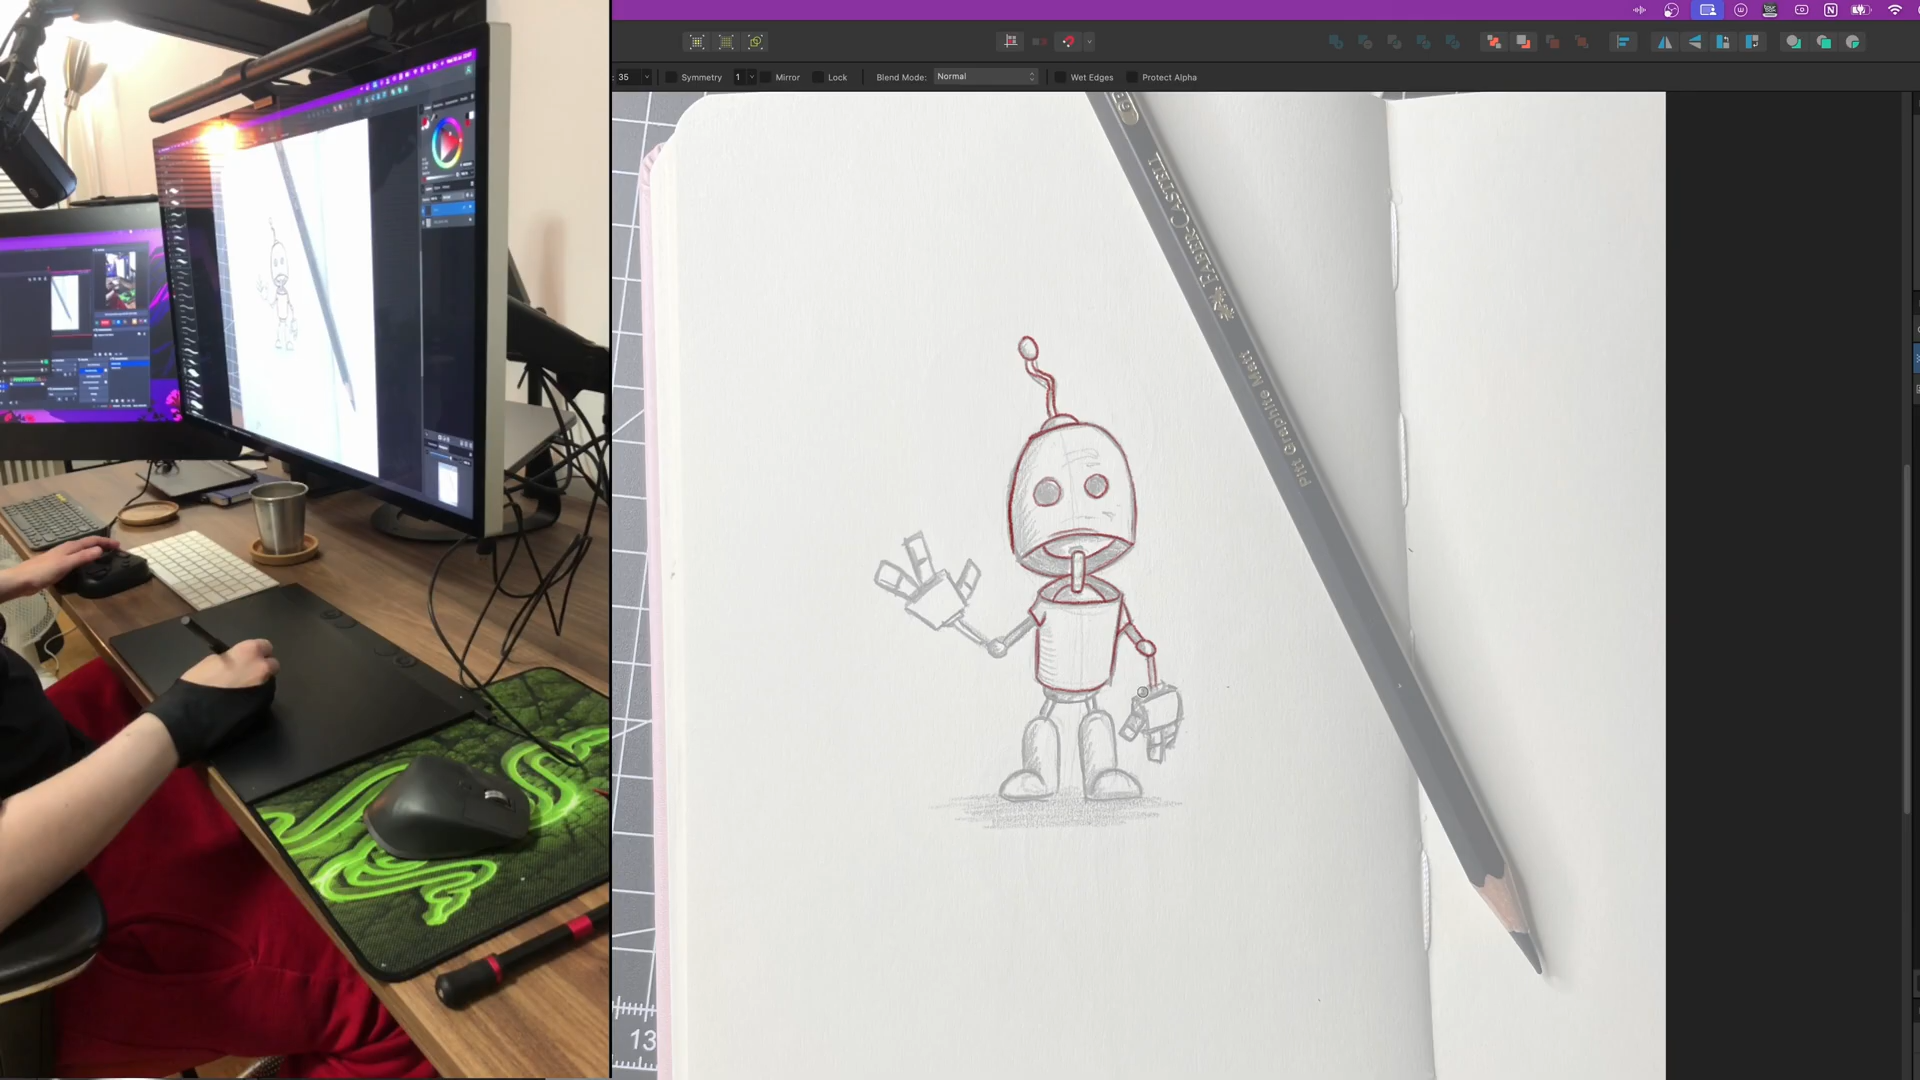 35
Symmetry
1
Mirror
Lock
Blend Mode:
Normal
Wet Edges
Protect Alpha
FABER-CASTELL
Pitt Graphite Matt
13